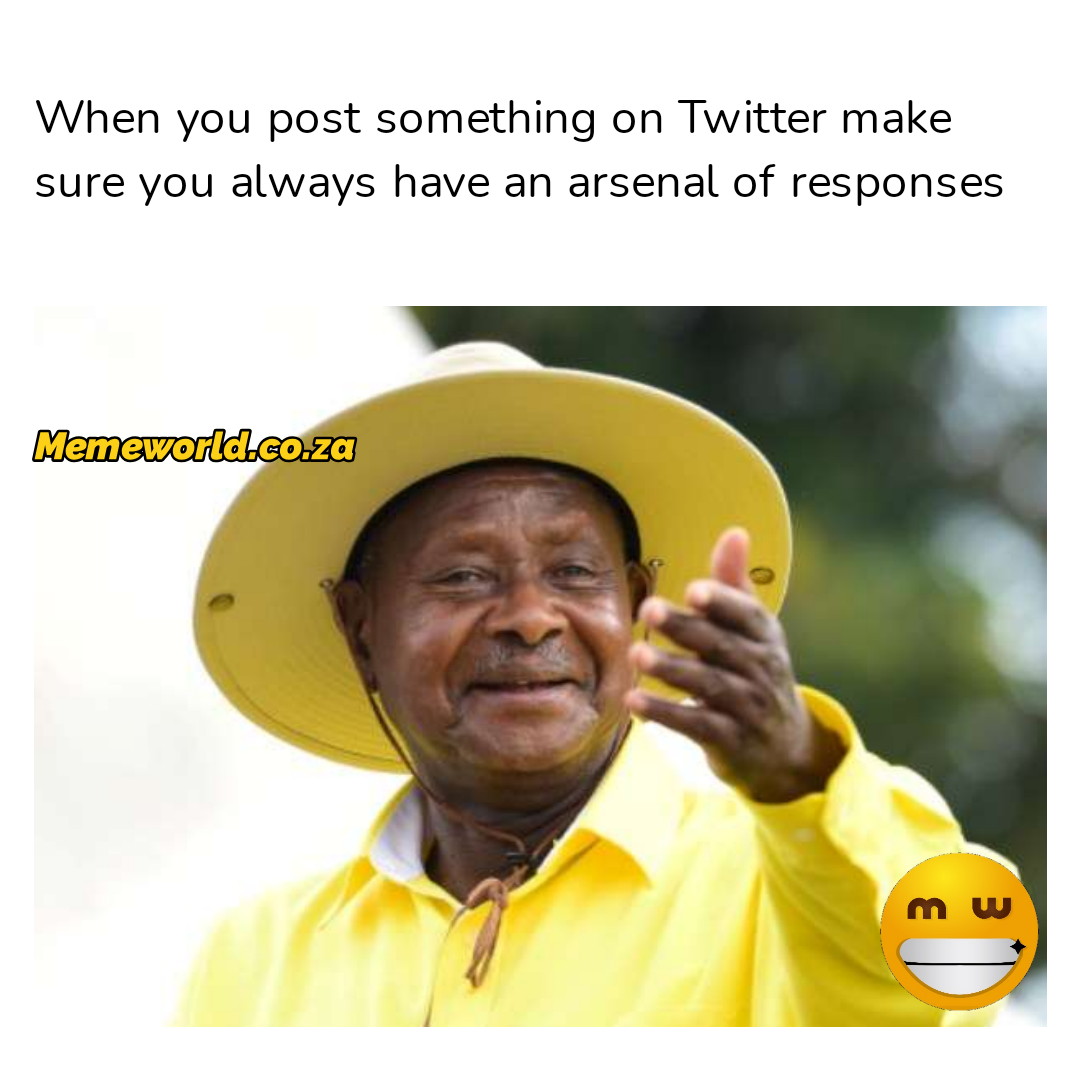 When you post something on Twitter make
sure you always have an arsenal of responses
Memeworld.co.za
m w